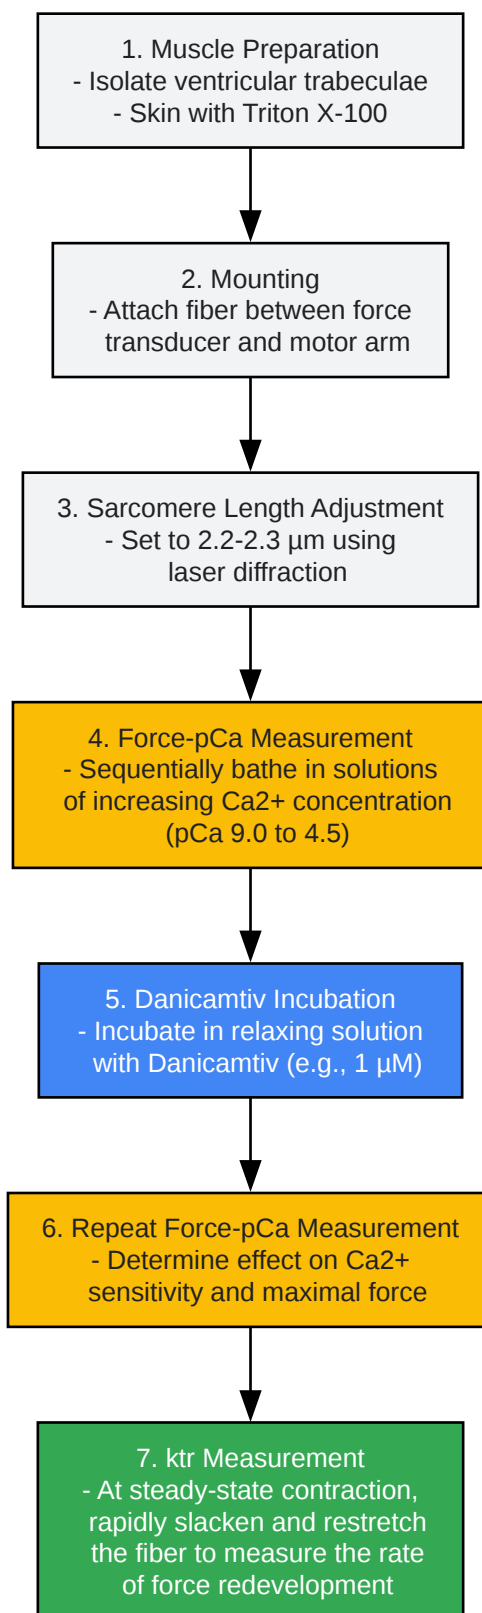 1. Muscle Preparation
- Isolate ventricular trabeculae
- Skin with Triton X-100
2. Mounting
- Attach fiber between force
transducer and motor arm
3. Sarcomere Length Adjustment
- Set to 2.2-2.3 µm using
laser diffraction
4. Force-pCa Measurement
- Sequentially bathe in solutions
of increasing Ca2+ concentration
(pCa 9.0 to 4.5)
5. Danicamtiv Incubation
- Incubate in relaxing solution
with Danicamtiv (e.g., 1 µM)
6. Repeat Force-pCa Measurement
- Determine effect on Ca2+
sensitivity and maximal force
7. ktr Measurement
- At steady-state contraction,
rapidly slacken and restretch
the fiber to measure the rate
of force redevelopment